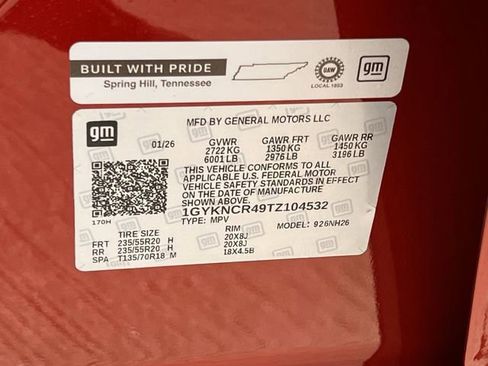 BUILT WITH PRIDE
Spring Hill, Tennessee
UAW
LOCAL 1853
gm
gm
MFD BY GENERAL MOTORS LLC
01/26 GVWR GAWR FRT GAWR RR
2722 KG 1350 KG 1450 KG
6001 LB 2976 LB 3196 LB
THIS VEHICLE CONFORMS TO ALL
APPLICABLE U.S. FEDERAL MOTOR
VEHICLE SAFETY STANDARDS IN EFFECT
ON THE DATE OF MANUFACTURE
SHOWN ABOVE.
1GYKNCR49TZ104532
170H
TYPE: MPV MODEL: 926NH26
TIRE SIZE RIM
FRT 235/55R20 H 20X8J
RR 235/55R20 H 20X8J
SPA T135/70R18 M 18X4.5B